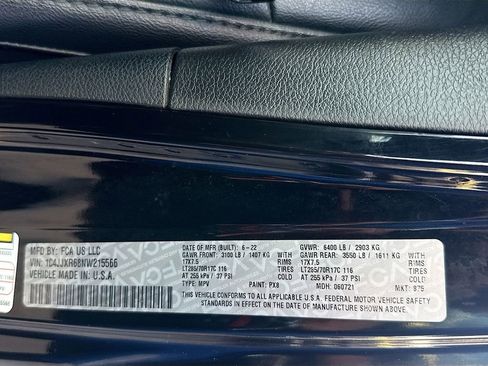 MFD BY: FCA US LLC
VIN: 1C4JJXR68NW215566
VEHICLE MADE IN U.S.A.
DATE OF MFR (BUILT): 6-22
GAWR FRONT: 3100 LB / 1407 KG
17X7.5 RIMS
LT285/70R17C 116 TIRES
AT 255 kPa / 37 PSI COLD
GVWR: 6400 LB / 2903 KG
GAWR REAR: 3550 LB / 1611 KG
17X7.5 RIMS
LT285/70R17C 116 TIRES
AT 255 kPa / 37 PSI COLD
TYPE: MPV PAINT: PX8 MDH: 060721 MKT:
THIS VEHICLE CONFORMS TO ALL APPLICABLE U.S.A. FEDERAL MOTOR VEHICLE SAFETY
STANDARDS IN EFFECT ON THE DATE OF MANUFACTURE SHOWN ABOVE.